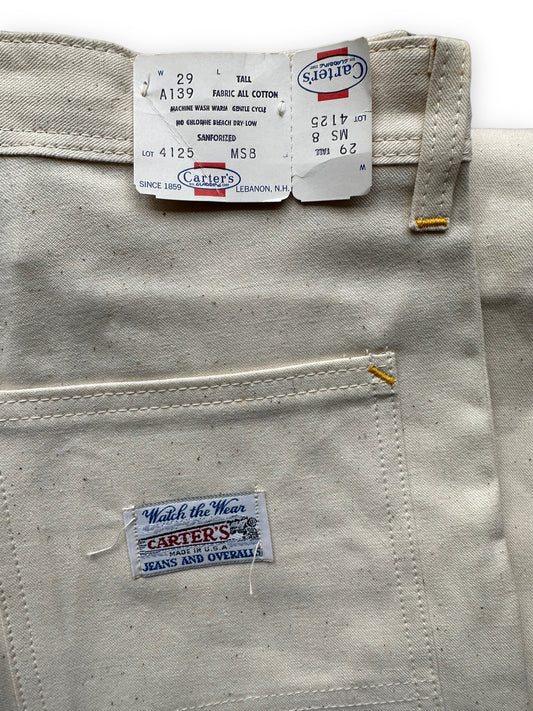 W 29 L TALL
A139 FABRIC ALL COTTON
MACHINE WASH WARM GENTLE CYCLE
NO CHLORINE BLEACH DRY-LOW
SANFORIZED
LOT 4125 MS8
Carter's
SINCE 1859 LEBANON, N.H.
Carter's
LOT 4125
MS 8
29 TALL
Watch the Wear
CARTER'S
MADE IN U.S.A
JEANS AND OVERALLS